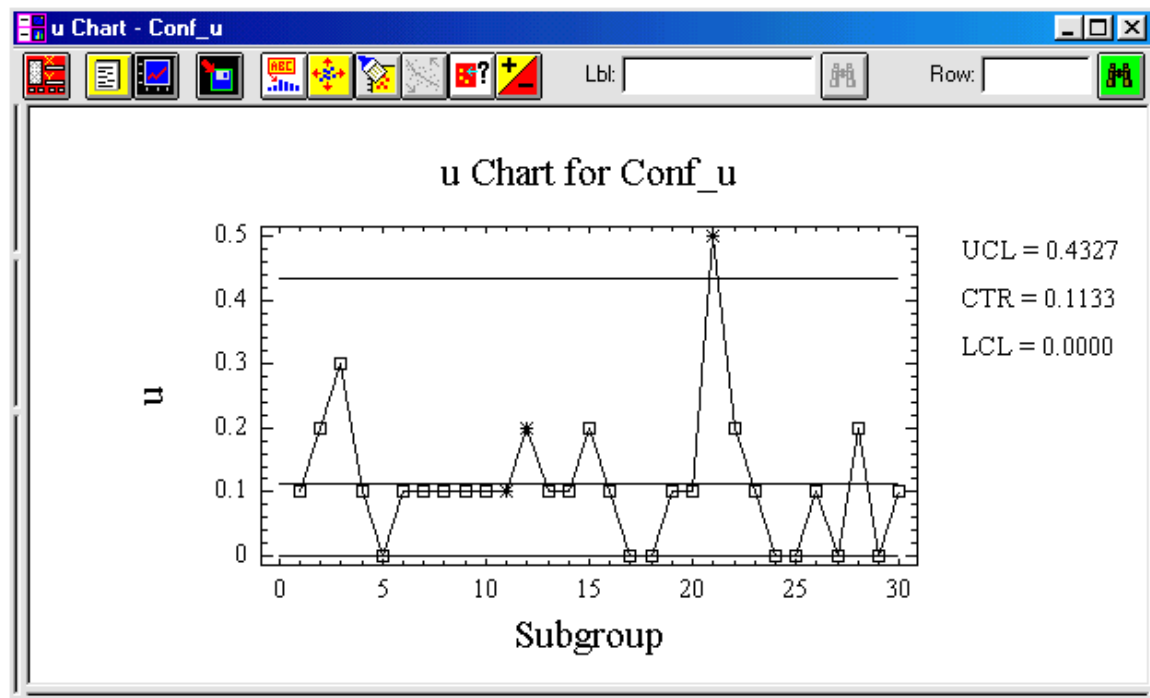 u Chart - Conf_u
ABC
Lbl:
Row:
u Chart for Conf_u
0.5
0.4
0.3
0.2
0.1
0
u
0 5 10 15 20 25 30
Subgroup
UCL = 0.4327
CTR = 0.1133
LCL = 0.0000